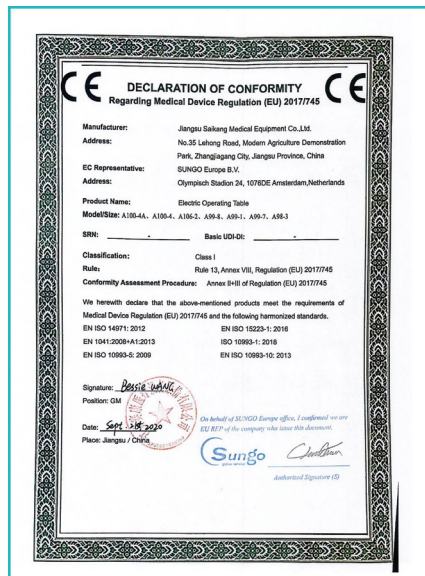 CE DECLARATION OF CONFORMITY CE
Regarding Medical Device Regulation (EU) 2017/745
Manufacturer: Jiangsu Saikang Medical Equipment Co.,Ltd.
Address: No.35 Lehong Road, Modern Agriculture Demonstration
Park, Zhangjiagang City, Jiangsu Province, China
EC Representative: SUNGO Europe B.V.
Address: Olympisch Stadion 24, 1076DE Amsterdam,Netherlands
Product Name: Electric Operating Table
Model/Size: A100-4A、A100-4、A106-2、A99-8、A99-1、A99-7、A98-3
SRN: - Basic UDI-DI: -
Classification: Class I
Rule: Rule 13, Annex VIII, Regulation (EU) 2017/745
Conformity Assessment Procedure: Annex II+III of Regulation (EU) 2017/745
We herewith declare that the above-mentioned products meet the requirements of
Medical Device Regulation (EU) 2017/745 and the following harmonized standards.
EN ISO 14971: 2012 EN ISO 15223-1: 2016
EN 1041:2008+A1:2013 ISO 10993-1: 2018
EN ISO 10993-5: 2009 EN ISO 10993-10: 2013
Signature: Bessie WANG
Position: GM
Date: Sept 21st 2020
Place: Jiangsu / China
On behalf of SUNGO Europe office, I confirmed we are
EU REP of the company who issue this document.
Sungo
Authorized Signature (S)